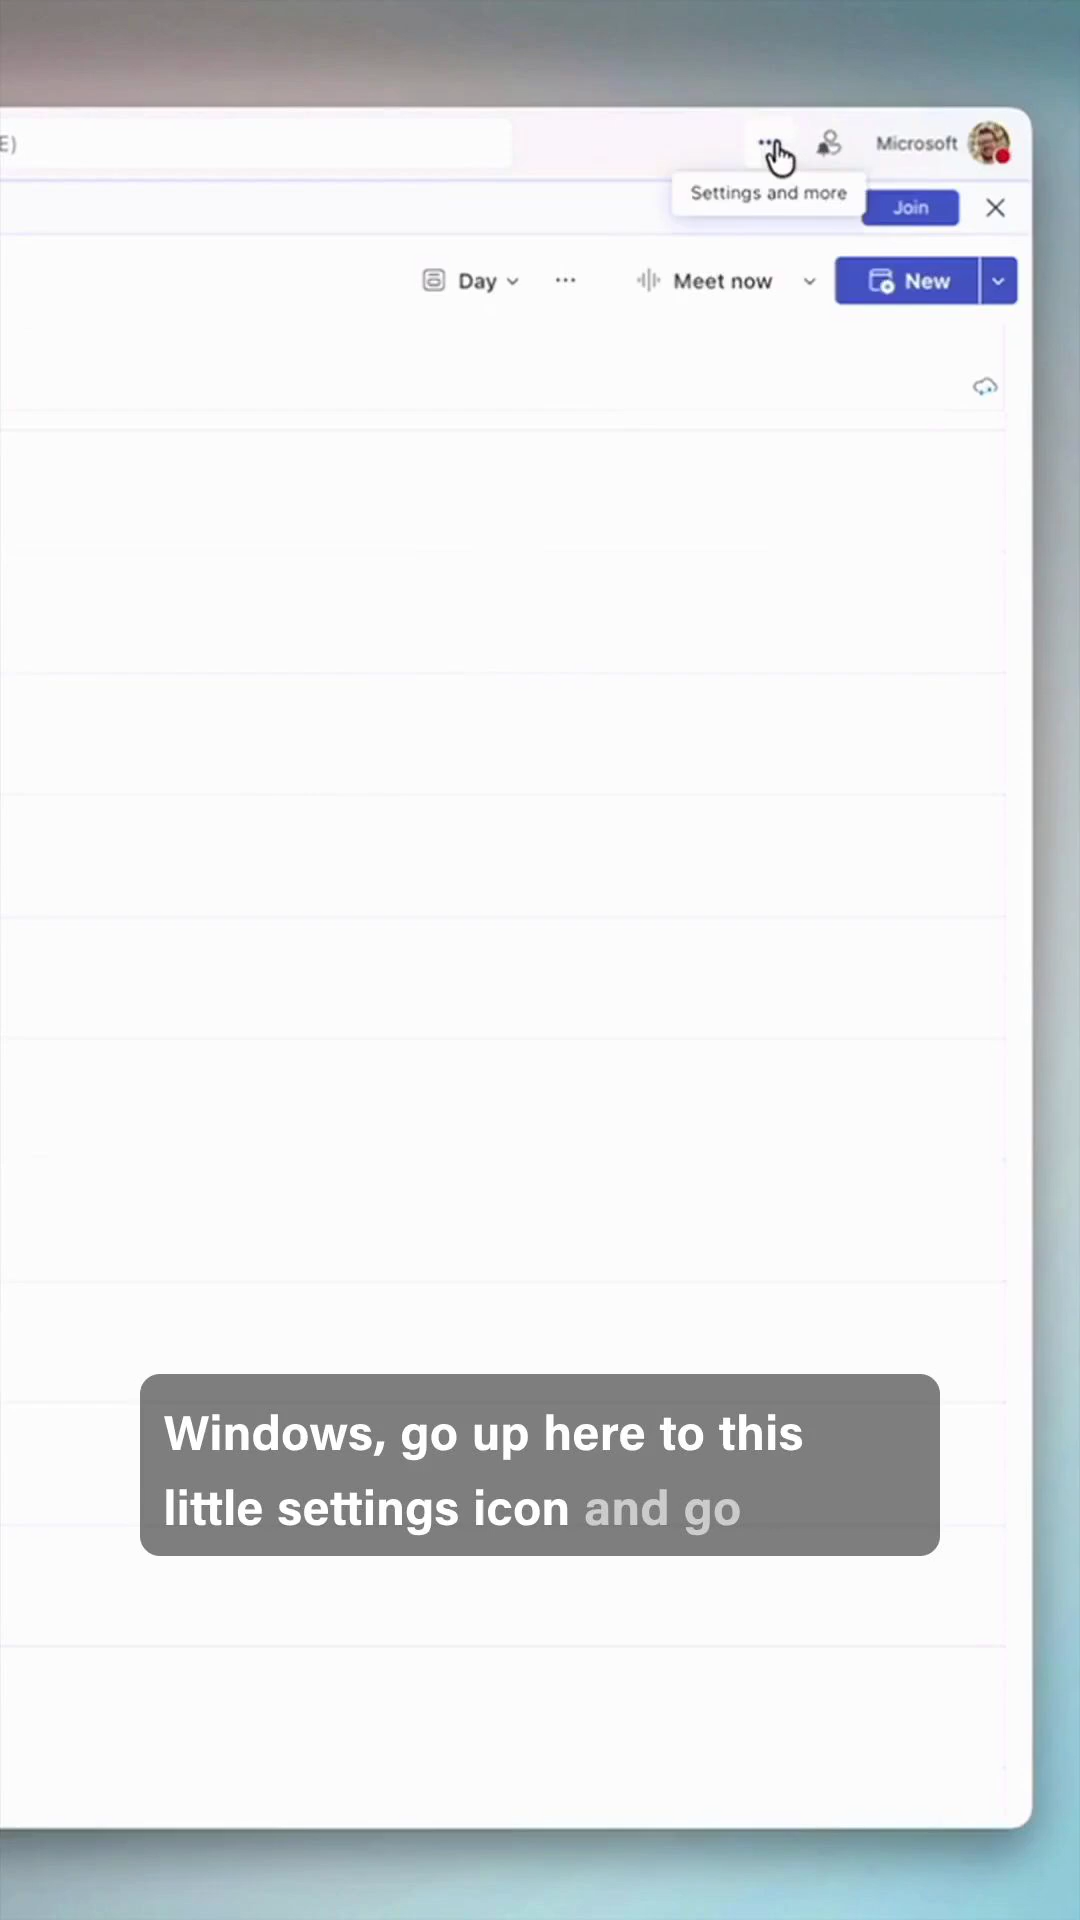 E)
Microsoft
Settings and more
Join
Day
Meet now
New
Windows, go up here to this
little settings icon and go